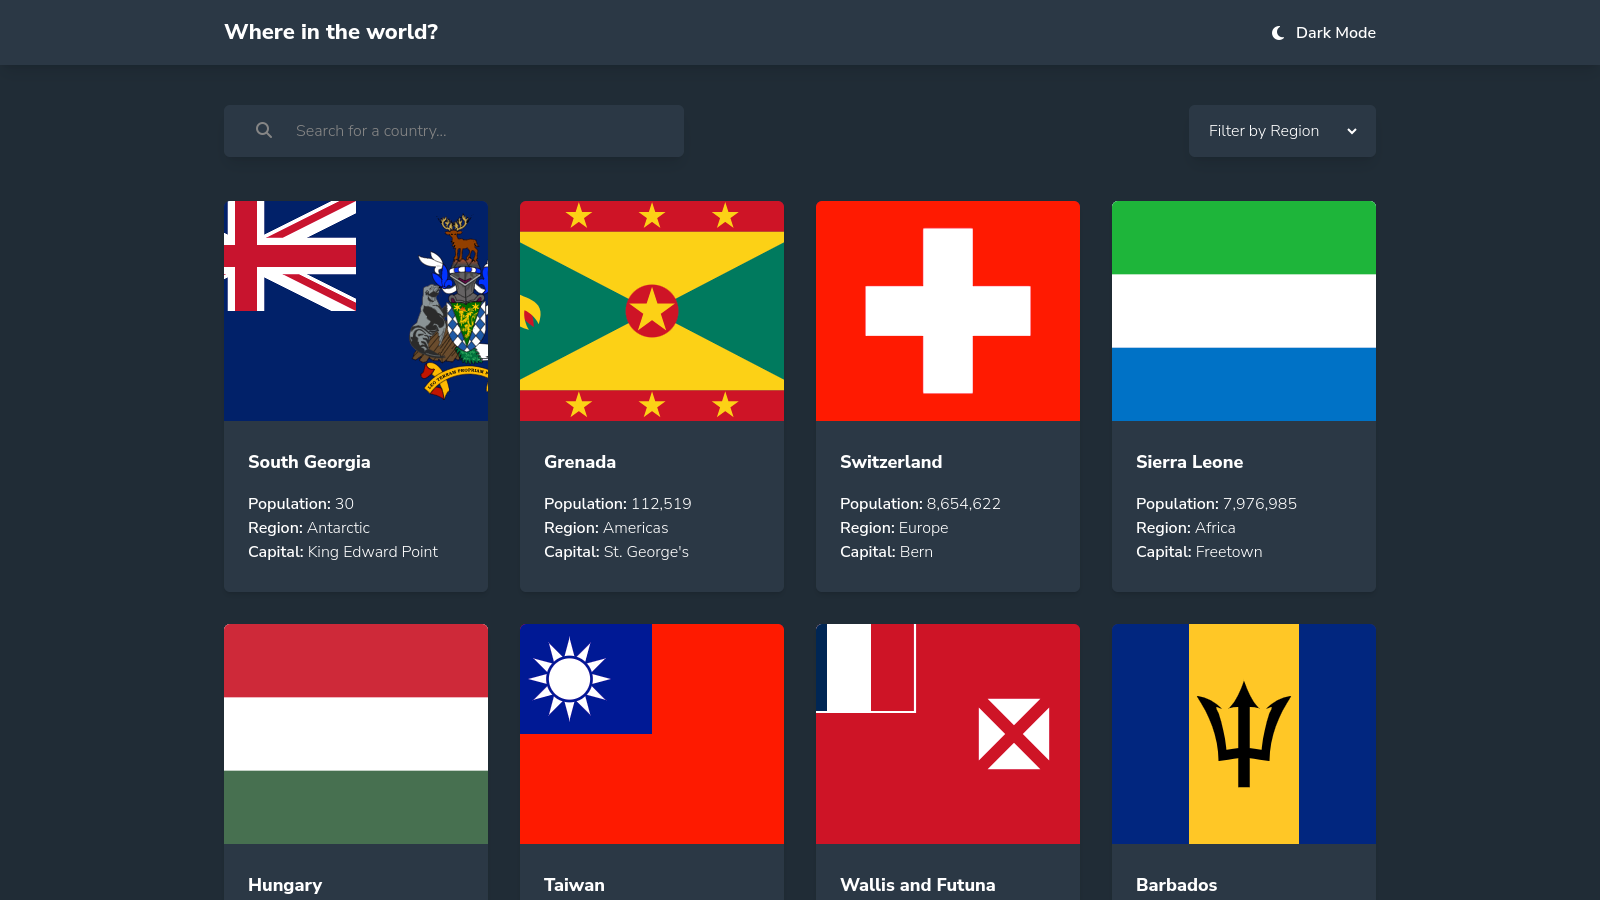 Where in the world?
Dark Mode
Search for a country...
Filter by Region
South Georgia
Population: 30
Region: Antarctic
Capital: King Edward Point
Grenada
Population: 112,519
Region: Americas
Capital: St. George's
Switzerland
Population: 8,654,622
Region: Europe
Capital: Bern
Sierra Leone
Population: 7,976,985
Region: Africa
Capital: Freetown
Hungary
Taiwan
Wallis and Futuna
Barbados